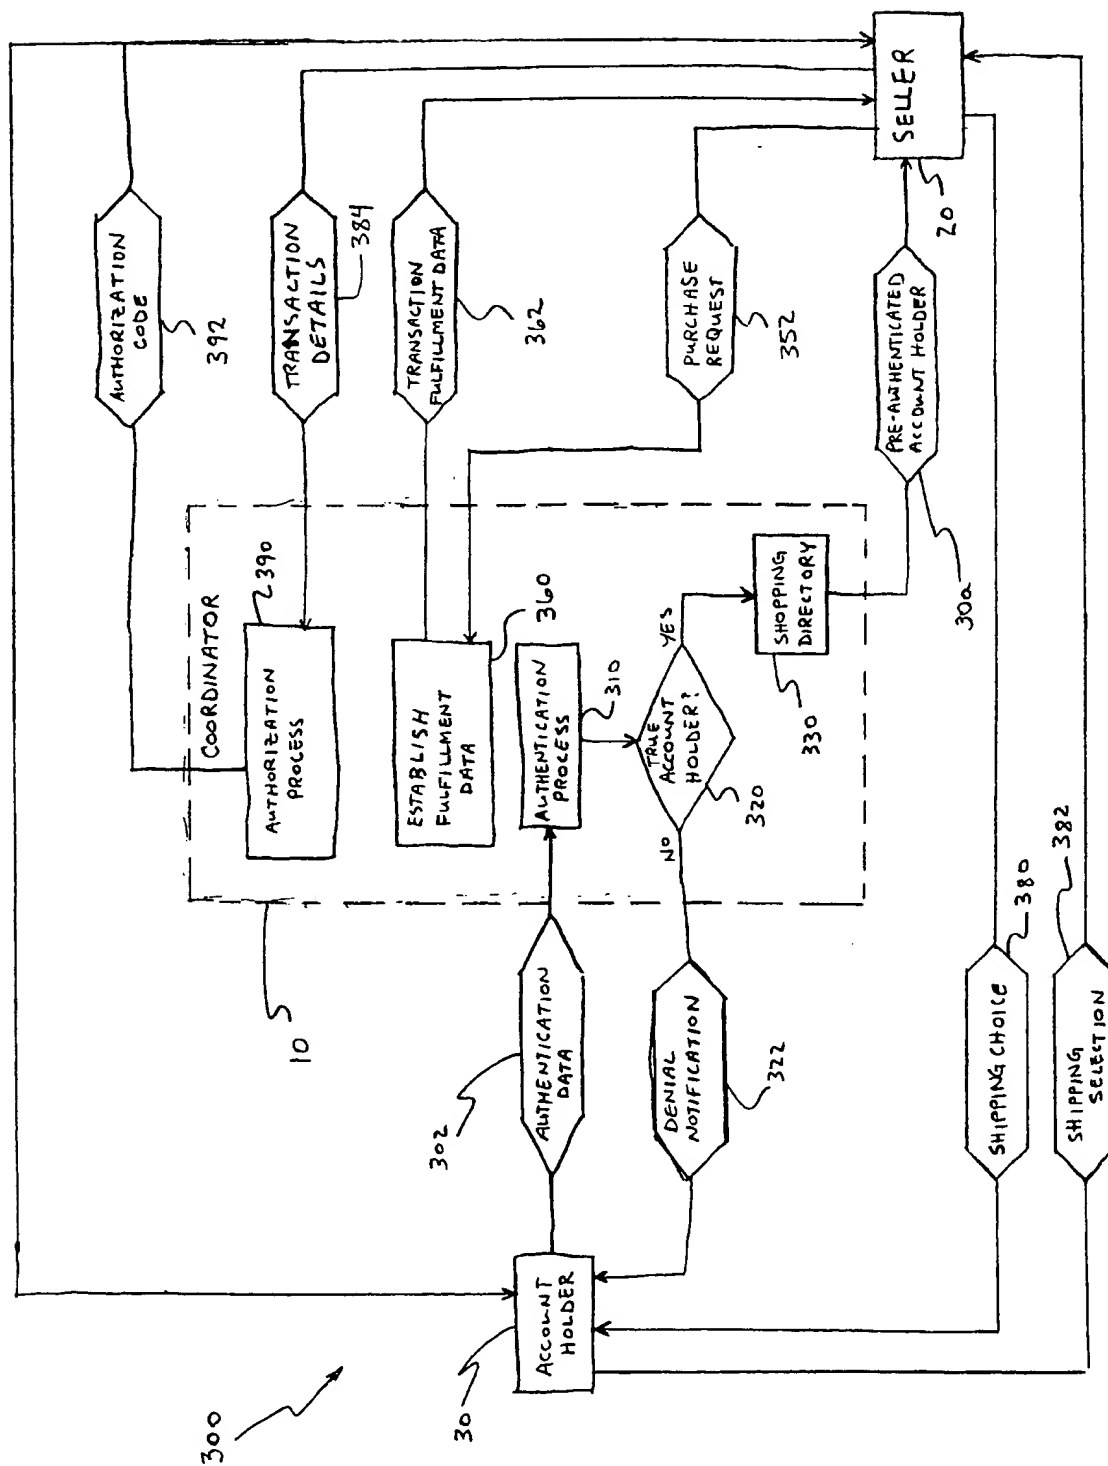 300
30
ACCOUNT
HOLDER
302
AUTHENTICATION
DATA
DENIAL
NOTIFICATION
322
SHIPPING CHOICE
380
SHIPPING
SELECTION
382
10
COORDINATOR
AUTHORIZATION
PROCESS
390
ESTABLISH
FULFILLMENT
DATA
360
AUTHENTICATION
PROCESS
310
TRUE
ACCOUNT
HOLDER?
320
NO
YES
SHOPPING
DIRECTORY
330
AUTHORIZATION
CODE
392
TRANSACTION
DETAILS
384
TRANSACTION
FULFILLMENT DATA
362
PURCHASE
REQUEST
352
PRE-AUTHENTICATED
ACCOUNT HOLDER
30a
SELLER
20